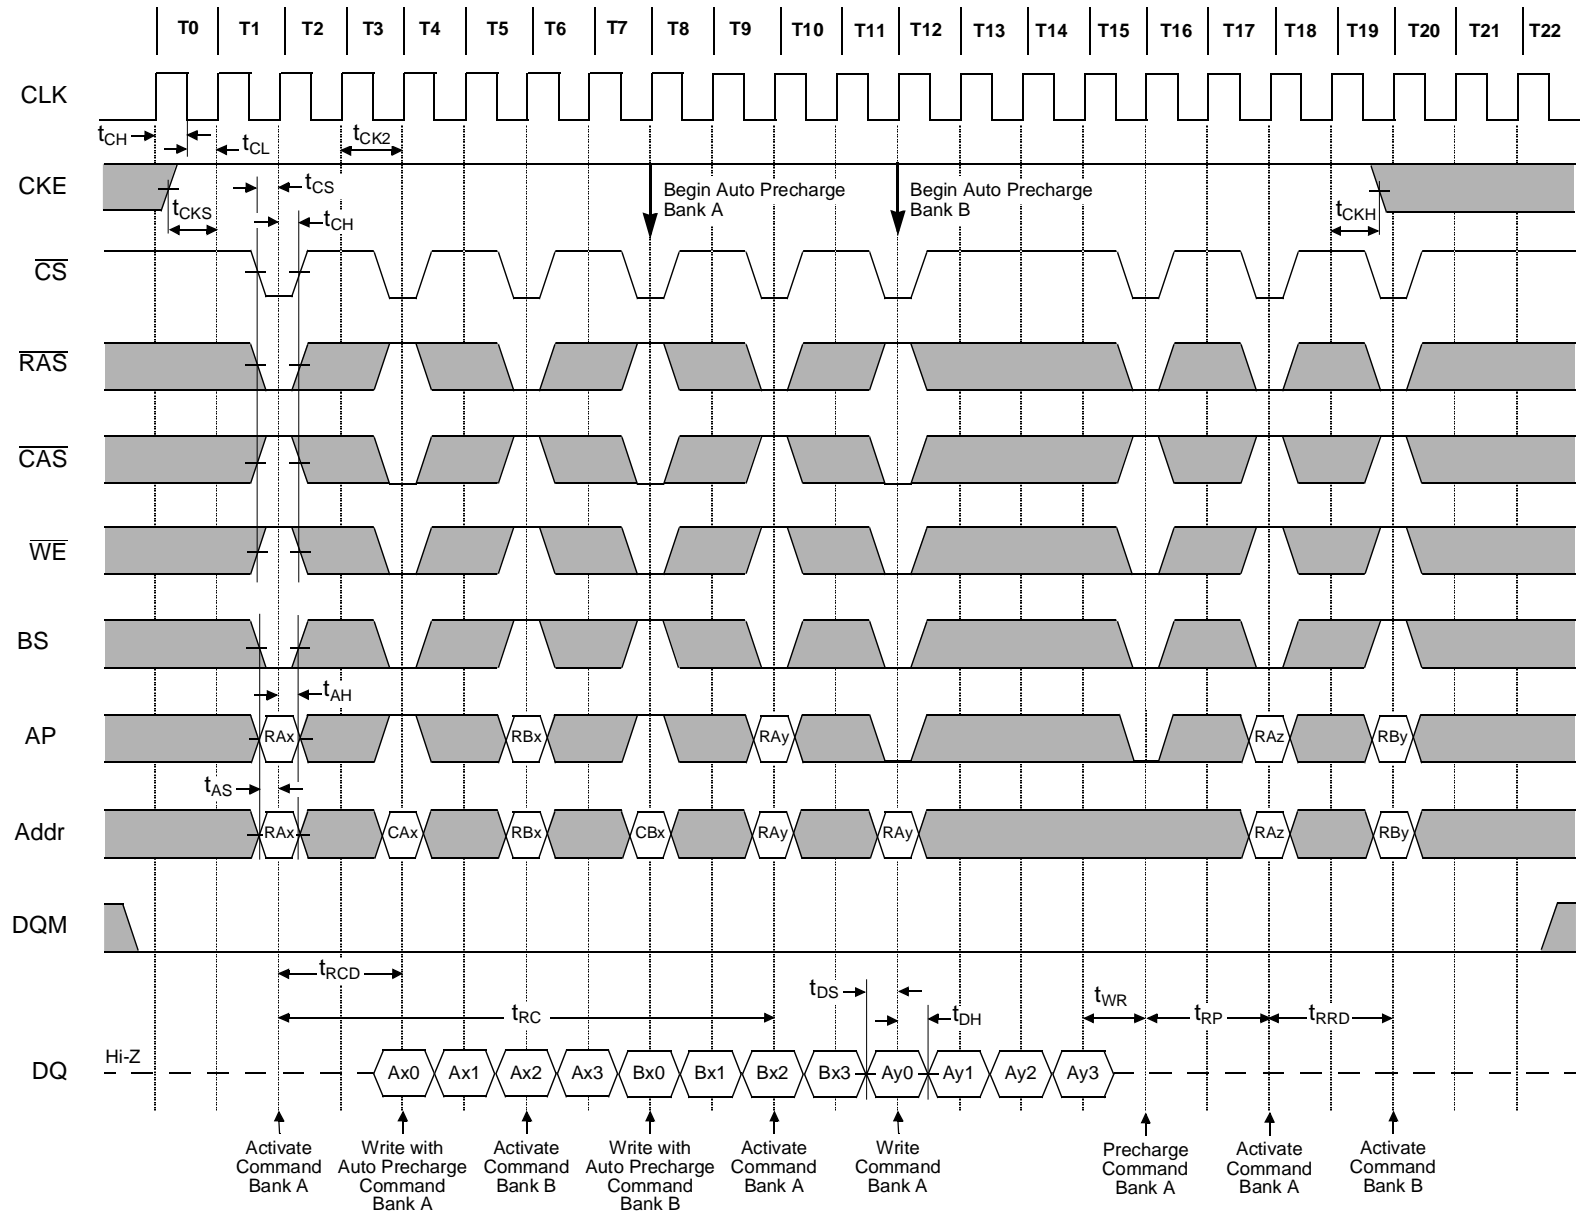 T0 T1 T2 T3 T4 T5 T6 T7 T8 T9 T10 T11 T12 T13 T14 T15 T16 T17 T18 T19 T20 T21 T22
CLK
tCH
tCL
tCK2
CKE
tCKS
tCS
tCH
Begin Auto Precharge
Bank A
Begin Auto Precharge
Bank B
tCKH
CS
RAS
CAS
WE
BS
tAH
AP
RAx RBx RAy RAz RBy
tAS
Addr
RAx CAx RBx CBx RAy RAy RAz RBy
DQM
tRCD
tRC
tDS
tDH
tWR
tRP
tRRD
DQ
Hi-Z
Ax0 Ax1 Ax2 Ax3 Bx0 Bx1 Bx2 Bx3 Ay0 Ay1 Ay2 Ay3
Activate
Command
Bank A
Write with
Auto Precharge
Command
Bank A
Activate
Command
Bank B
Write with
Auto Precharge
Command
Bank B
Activate
Command
Bank A
Write
Command
Bank A
Precharge
Command
Bank A
Activate
Command
Bank A
Activate
Command
Bank B